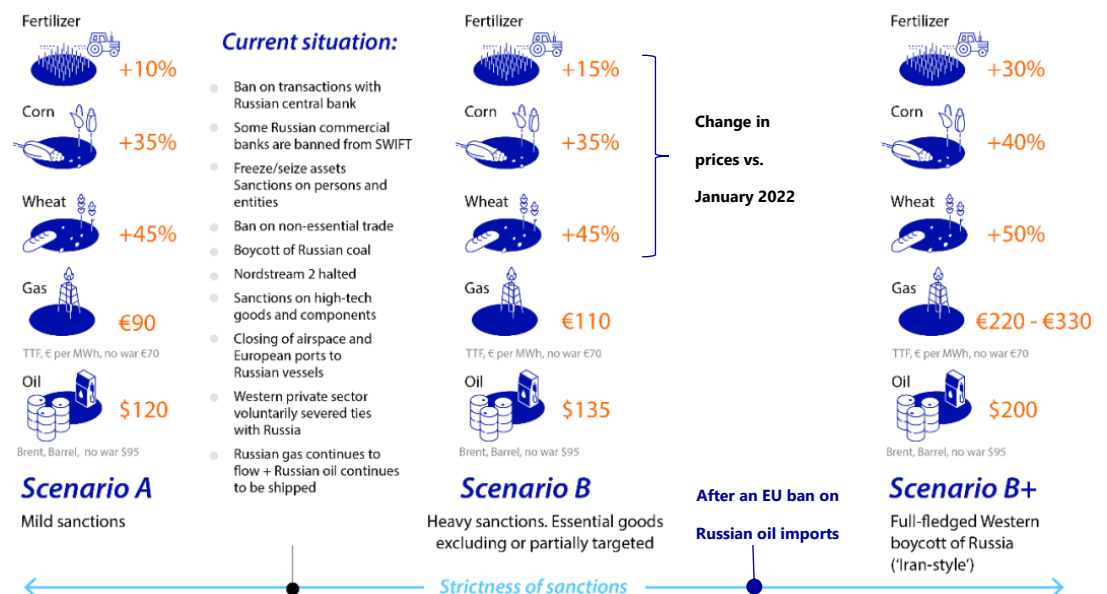 Fertilizer
+10%
Corn
+35%
Wheat
+45%
Gas
€90
TTF, € per MWh, no war €70
Oil
$120
Brent, Barrel, no war $95
Scenario A
Mild sanctions
Current situation:
Ban on transactions with
Russian central bank
Some Russian commercial
banks are banned from SWIFT
Freeze/seize assets
Sanctions on persons and
entities
Ban on non-essential trade
Boycott of Russian coal
Nordstream 2 halted
Sanctions on high-tech
goods and components
Closing of airspace and
European ports to
Russian vessels
Western private sector
voluntarily severed ties
with Russia
Russian gas continues to
flow + Russian oil continues
to be shipped
Fertilizer
+15%
Corn
+35%
Wheat
+45%
Gas
€110
TTF, € per MWh, no war €70
Oil
$135
Brent, Barrel, no war $95
Scenario B
Heavy sanctions. Essential goods
excluding or partially targeted
Change in
prices vs.
January 2022
After an EU ban on
Russian oil imports
Fertilizer
+30%
Corn
+40%
Wheat
+50%
Gas
€220 - €330
TTF, € per MWh, no war €70
Oil
$200
Brent, Barrel, no war $95
Scenario B+
Full-fledged Western
boycott of Russia
('Iran-style')
Strictness of sanctions